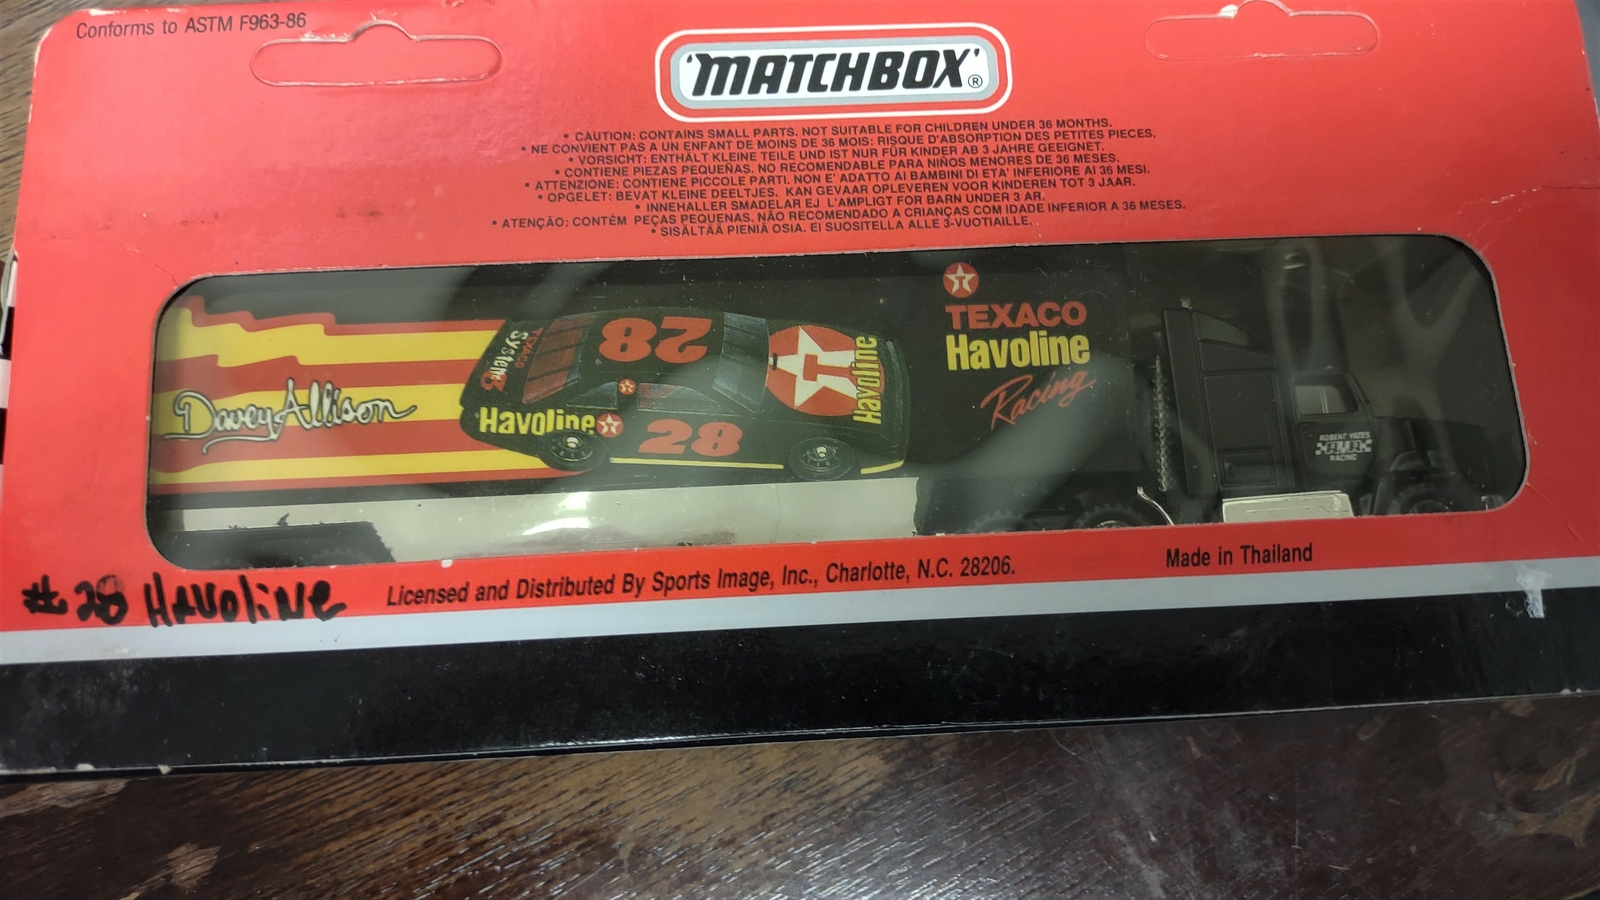 Conforms to ASTM F963-86
'MATCHBOX'®
• CAUTION: CONTAINS SMALL PARTS. NOT SUITABLE FOR CHILDREN UNDER 36 MONTHS.
• NE CONVIENT PAS A UN ENFANT DE MOINS DE 36 MOIS: RISQUE D'ABSORPTION DES PETITES PIECES.
• VORSICHT: ENTHÄLT KLEINE TEILE UND IST NUR FÜR KINDER AB 3 JAHRE GEEIGNET.
• CONTIENE PIEZAS PEQUEÑAS. NO RECOMENDABLE PARA NIÑOS MENORES DE 36 MESES.
• ATTENZIONE: CONTIENE PICCOLE PARTI. NON E' ADATTO AI BAMBINI DI ETA' INFERIORE AI 36 MESI.
• OPGELET: BEVAT KLEINE DEELTJES. KAN GEVAAR OPLEVEREN VOOR KINDEREN TOT 3 JAAR.
• INNEHALLER SMADELAR EJ L'AMPLIGT FOR BARN UNDER 3 AR.
• ATENÇÃO: CONTÉM PEÇAS PEQUENAS. NÃO RECOMENDADO A CRIANÇAS COM IDADE INFERIOR A 36 MESES.
• SISÄLTÄÄ PIENIÄ OSIA. EI SUOSITELLA ALLE 3-VUOTIAILLE.
Davey Allison
TEXACO
System3
28
Havoline
28
Havoline
TEXACO
Havoline
Racing
ROBERT YATES
RACING
#28 HAVOLINE
Licensed and Distributed By Sports Image, Inc., Charlotte, N.C. 28206.
Made in Thailand